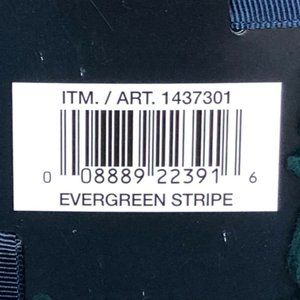 ITM. / ART. 1437301
0 08889 22391 6
EVERGREEN STRIPE